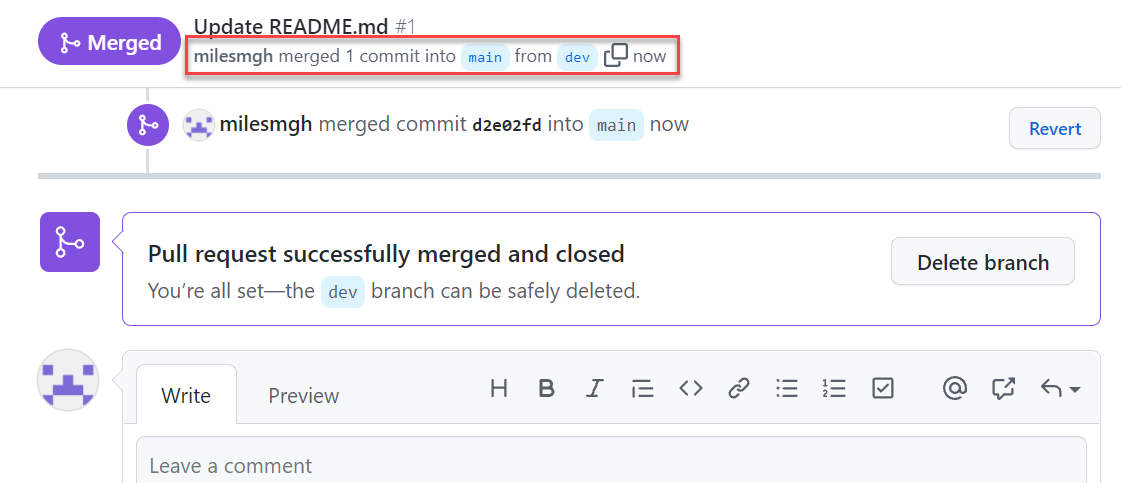 Merged
Update README.md #1
milesmgh merged 1 commit into main from dev now
milesmgh merged commit d2e02fd into main now
Revert
Pull request successfully merged and closed
You’re all set—the dev branch can be safely deleted.
Delete branch
Write
Preview
Leave a comment